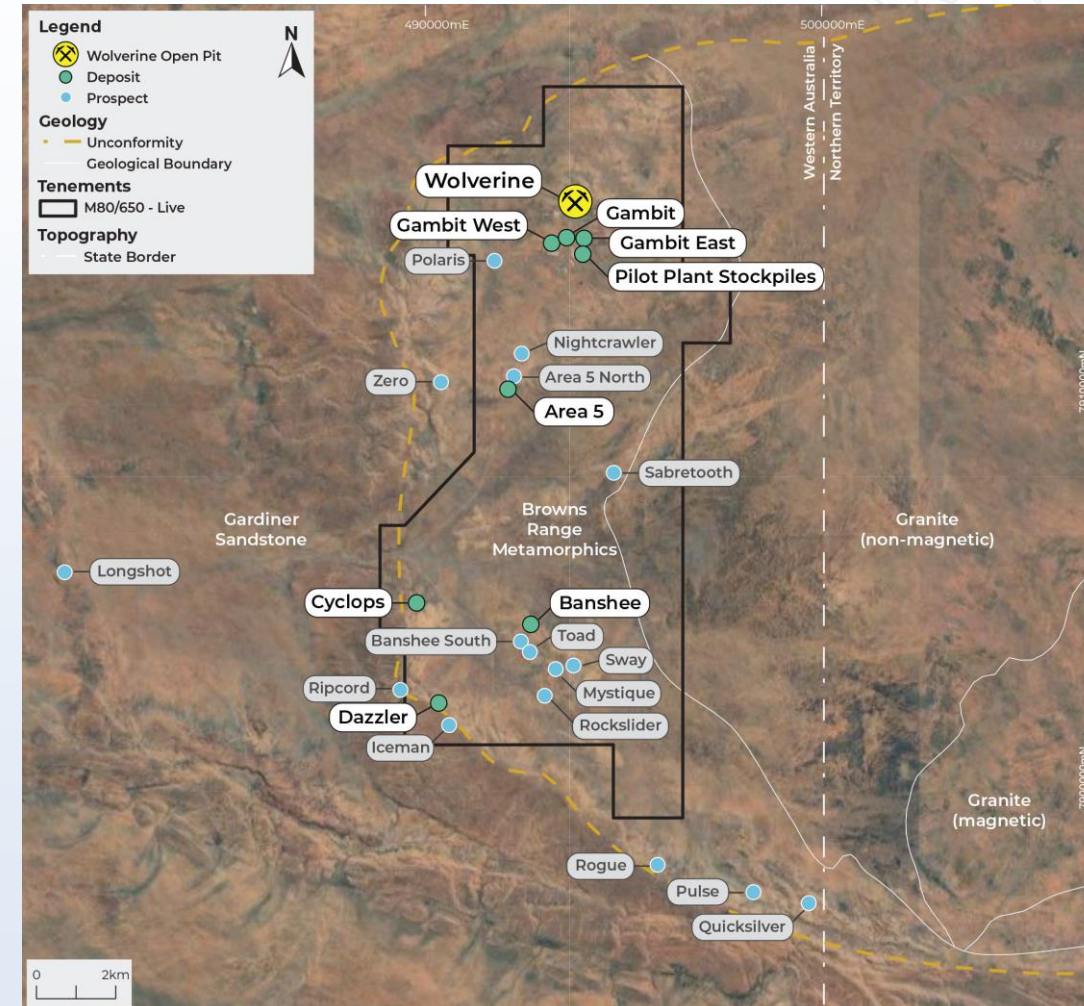 490000mE
500000mE
Legend
N
Wolverine Open Pit
Deposit
Prospect
Geology
Unconformity
Geological Boundary
Tenements
M80/650 - Live
Topography
State Border
Western Australia
Northern Territory
Wolverine
Gambit
Gambit West
Gambit East
Polaris
Pilot Plant Stockpiles
Nightcrawler
Zero
Area 5 North
Area 5
7910000mN
Sabretooth
Gardiner
Sandstone
Browns
Range
Metamorphics
Granite
(non-magnetic)
Longshot
Cyclops
Banshee
Banshee South
Toad
Sway
Ripcord
Mystique
Dazzler
Rockslider
Iceman
7900000mN
Granite
(magnetic)
Rogue
Pulse
Quicksilver
0
2km